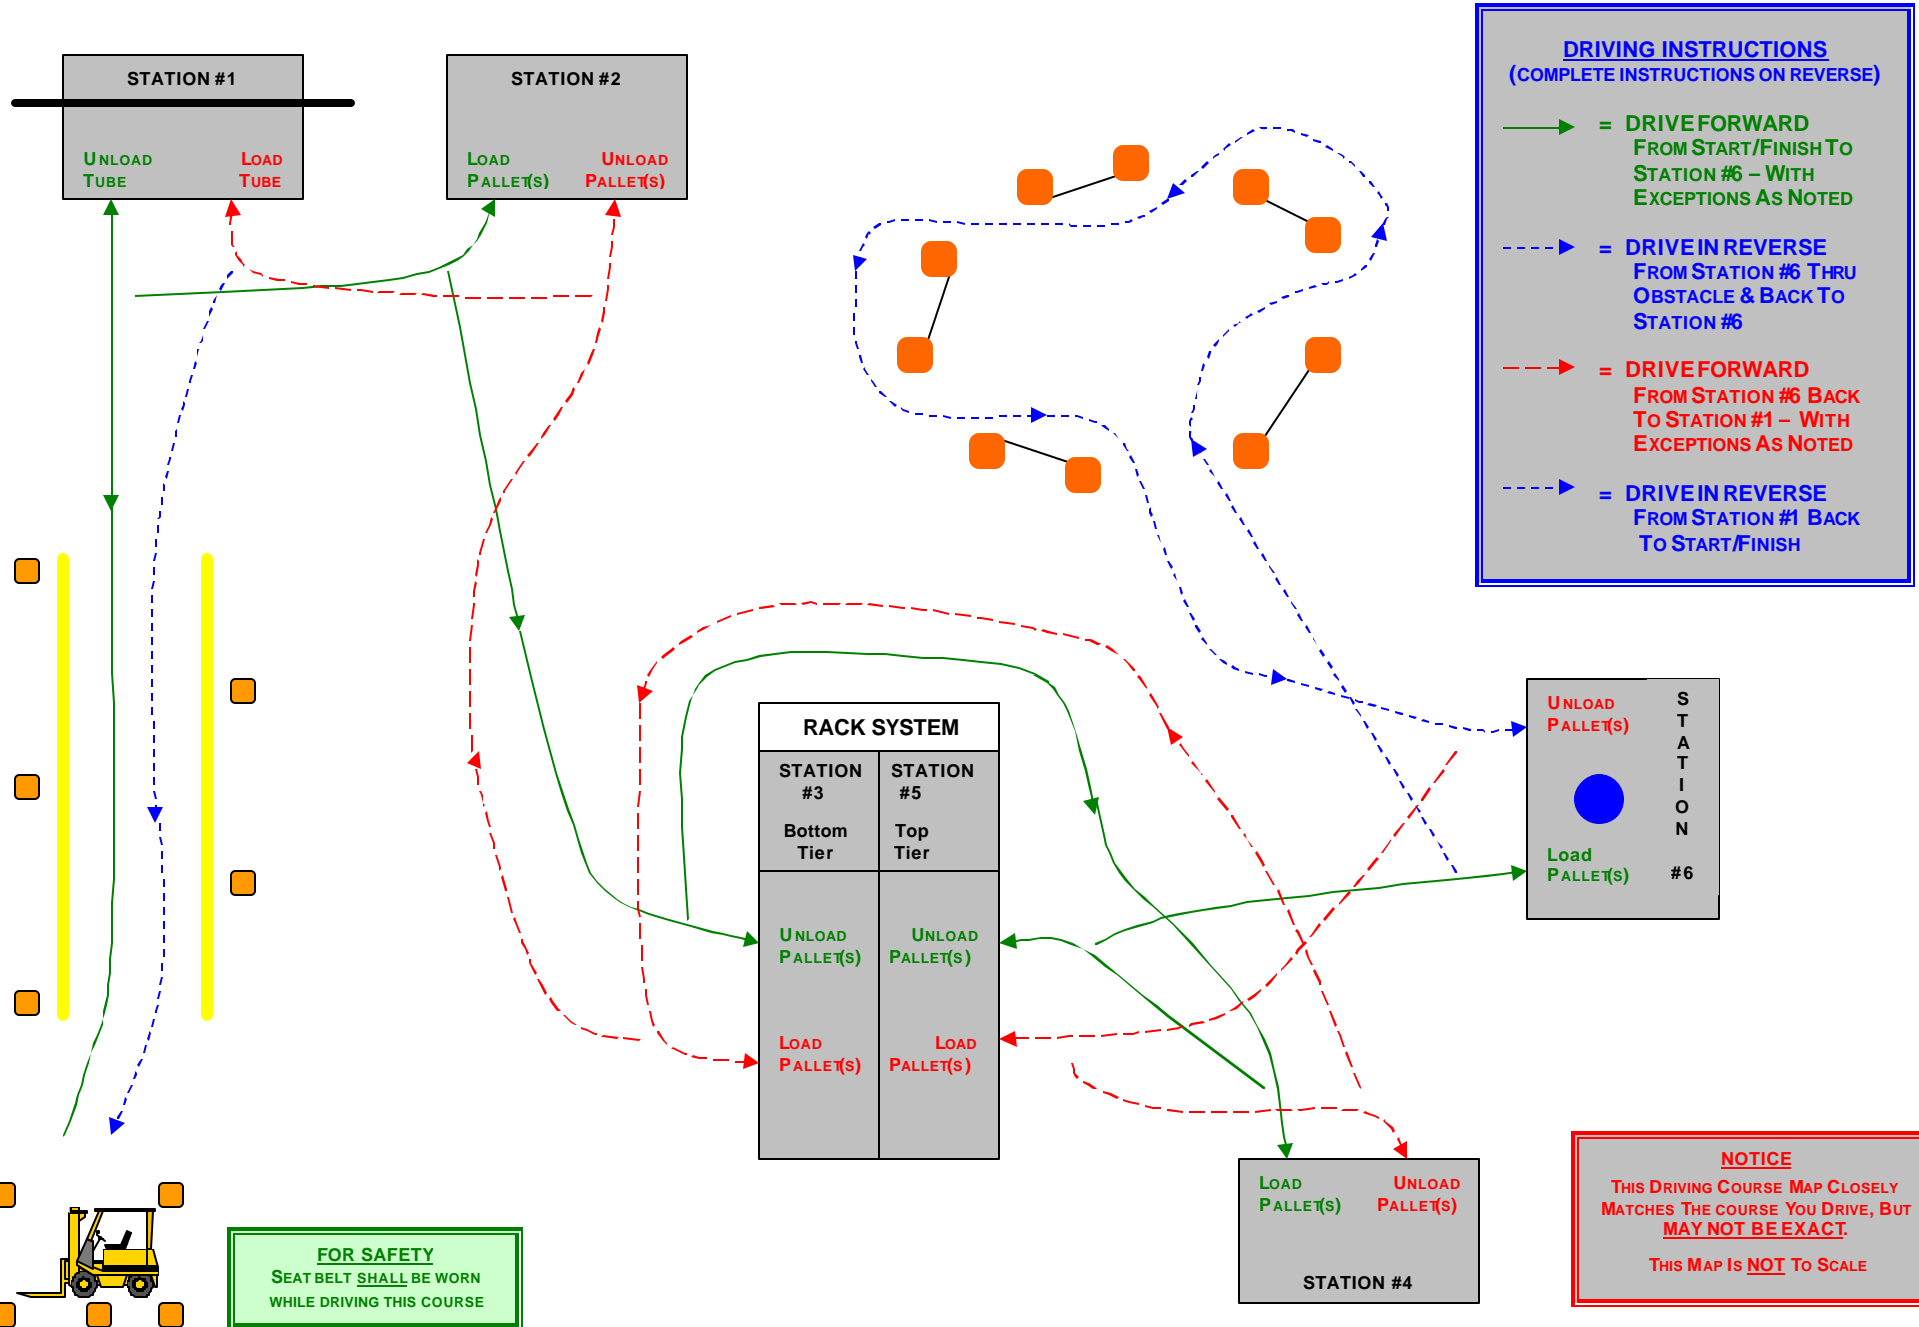 STATION #1
UNLOAD
TUBE
LOAD
TUBE
STATION #2
LOAD
PALLET(S)
UNLOAD
PALLET(S)
DRIVING INSTRUCTIONS
(COMPLETE INSTRUCTIONS ON REVERSE)
= DRIVE FORWARD
FROM START/FINISH TO
STATION #6 – WITH
EXCEPTIONS AS NOTED
= DRIVE IN REVERSE
FROM STATION #6 THRU
OBSTACLE & BACK TO
STATION #6
= DRIVE FORWARD
FROM STATION #6 BACK
TO STATION #1 – WITH
EXCEPTIONS AS NOTED
= DRIVE IN REVERSE
FROM STATION #1 BACK
TO START/FINISH
RACK SYSTEM
STATION
#3
Bottom
Tier
UNLOAD
PALLET(S)
LOAD
PALLET(S)
STATION
#5
Top
Tier
UNLOAD
PALLET(S)
LOAD
PALLET(S)
UNLOAD
PALLET(S)
Load
PALLET(S)
STATION
#6
LOAD
PALLET(S)
UNLOAD
PALLET(S)
STATION #4
FOR SAFETY
SEAT BELT SHALL BE WORN
WHILE DRIVING THIS COURSE
NOTICE
THIS DRIVING COURSE MAP CLOSELY
MATCHES THE COURSE YOU DRIVE, BUT
MAY NOT BE EXACT.
THIS MAP IS NOT TO SCALE